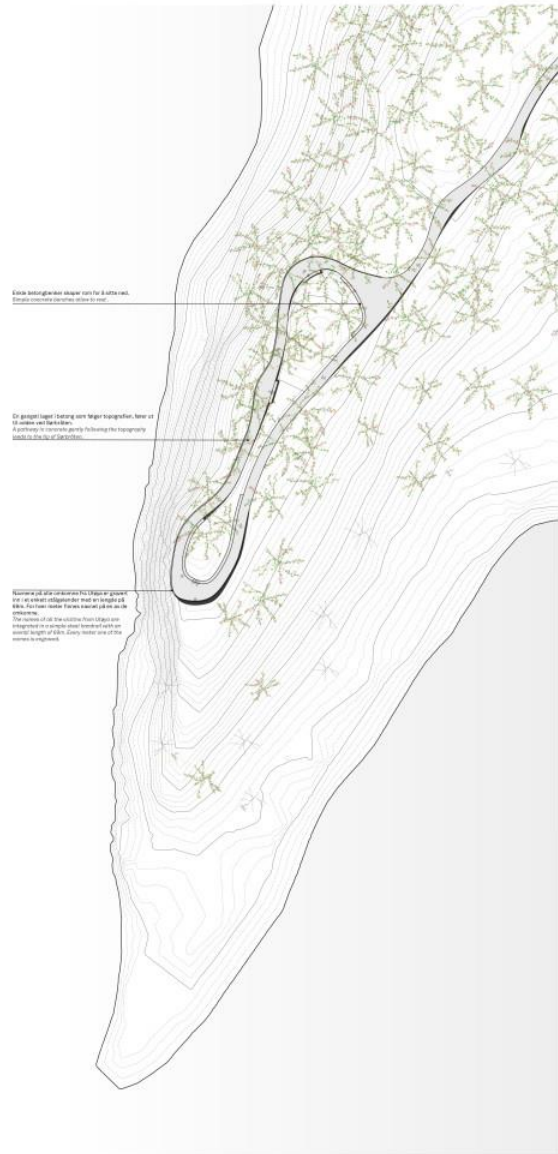 Enkle betongbenker skaper rom for å sitte ned.
Simple concrete benches allow to rest.
En gangsti laget i betong som følger topografien, fører ut
til odden ved Sørbråten.
A pathway in concrete gently following the topography
leads to the tip of Sørbråten.
Navnene på alle omkomne fra Utøya er gravert
inn i et enkelt stålgelender med en lengde på
69m. For hver meter finnes navnet på en av de
omkomne.
The names of all the victims from Utøya are
integrated in a simple steel handrail with an
overall length of 69m. Every meter one of the
names is engraved.